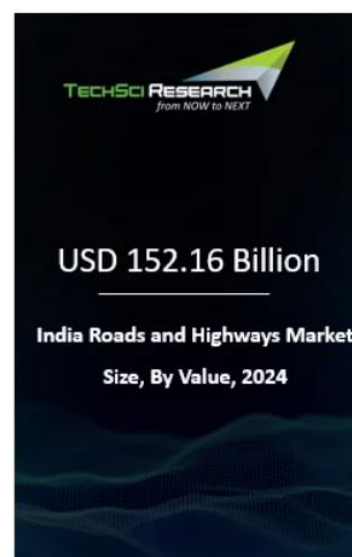 TECHSCI RESEARCH
from NOW to NEXT
USD 152.16 Billion
India Roads and Highways Market
Size, By Value, 2024